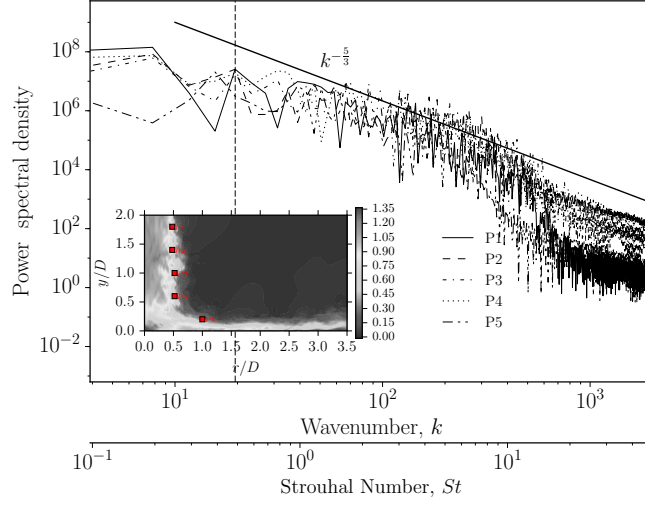 10^8
10^6
10^4
10^2
10^0
10^{-2}
Power spectral density
k^{-\frac{5}{3}}
2.0
1.5
1.0
0.5
0.0
y/D
0.0 0.5 1.0 1.5 2.0 2.5 3.0 3.5
r/D
1.35
1.20
1.05
0.90
0.75
0.60
0.45
0.30
0.15
0.00
P1
P2
P3
P4
P5
10^1 10^2 10^3
Wavenumber, k
10^{-1} 10^0 10^1
Strouhal Number, St